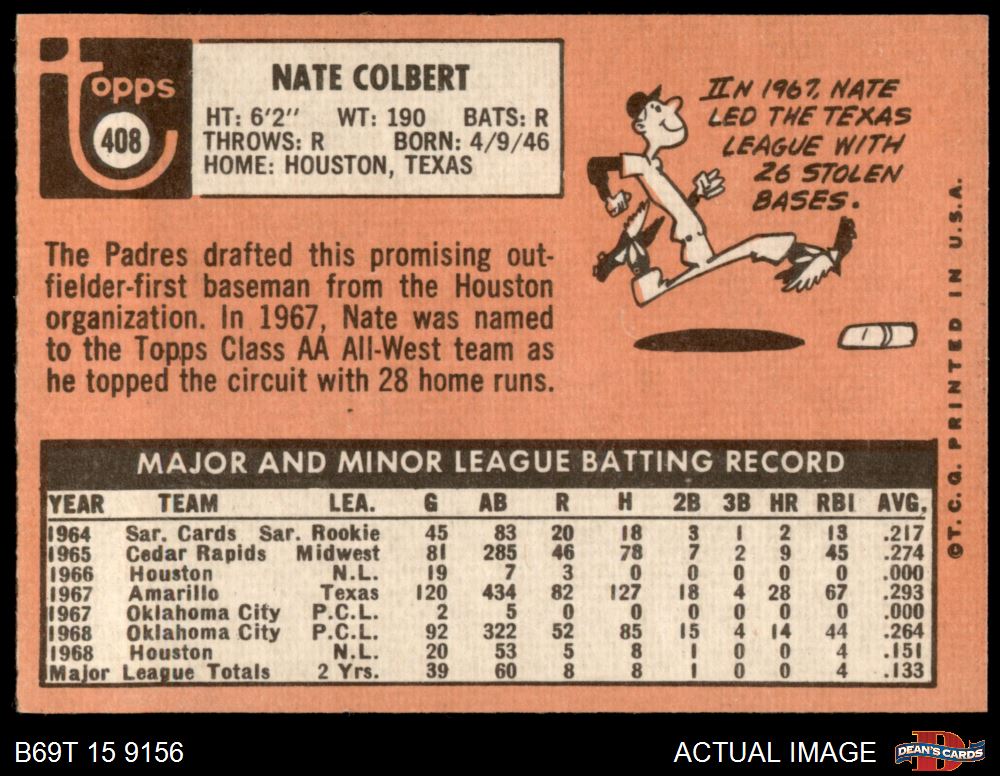 Topps
408
NATE COLBERT
HT: 6'2" WT: 190 BATS: R
THROWS: R BORN: 4/9/46
HOME: HOUSTON, TEXAS
IN 1967, NATE
LED THE TEXAS
LEAGUE WITH
26 STOLEN
BASES.
The Padres drafted this promising out-
fielder-first baseman from the Houston
organization. In 1967, Nate was named
to the Topps Class AA All-West team as
he topped the circuit with 28 home runs.
©T.C.G. PRINTED IN U.S.A.
MAJOR AND MINOR LEAGUE BATTING RECORD
YEAR TEAM LEA. G AB R H 2B 3B HR RBI AVG.
1964 Sar. Cards Sar. Rookie 45 83 20 18 3 1 2 13 .217
1965 Cedar Rapids Midwest 81 285 46 78 7 2 9 45 .274
1966 Houston N.L. 19 7 3 0 0 0 0 0 .000
1967 Amarillo Texas 120 434 82 127 18 4 28 67 .293
1967 Oklahoma City P.C.L. 2 5 0 0 0 0 0 0 .000
1968 Oklahoma City P.C.L. 92 322 52 85 15 4 14 44 .264
1968 Houston N.L. 20 53 5 8 1 0 0 4 .151
Major League Totals 2 Yrs. 39 60 8 8 1 0 0 4 .133
B69T 15 9156
ACTUAL IMAGE
D
DEAN'S CARDS